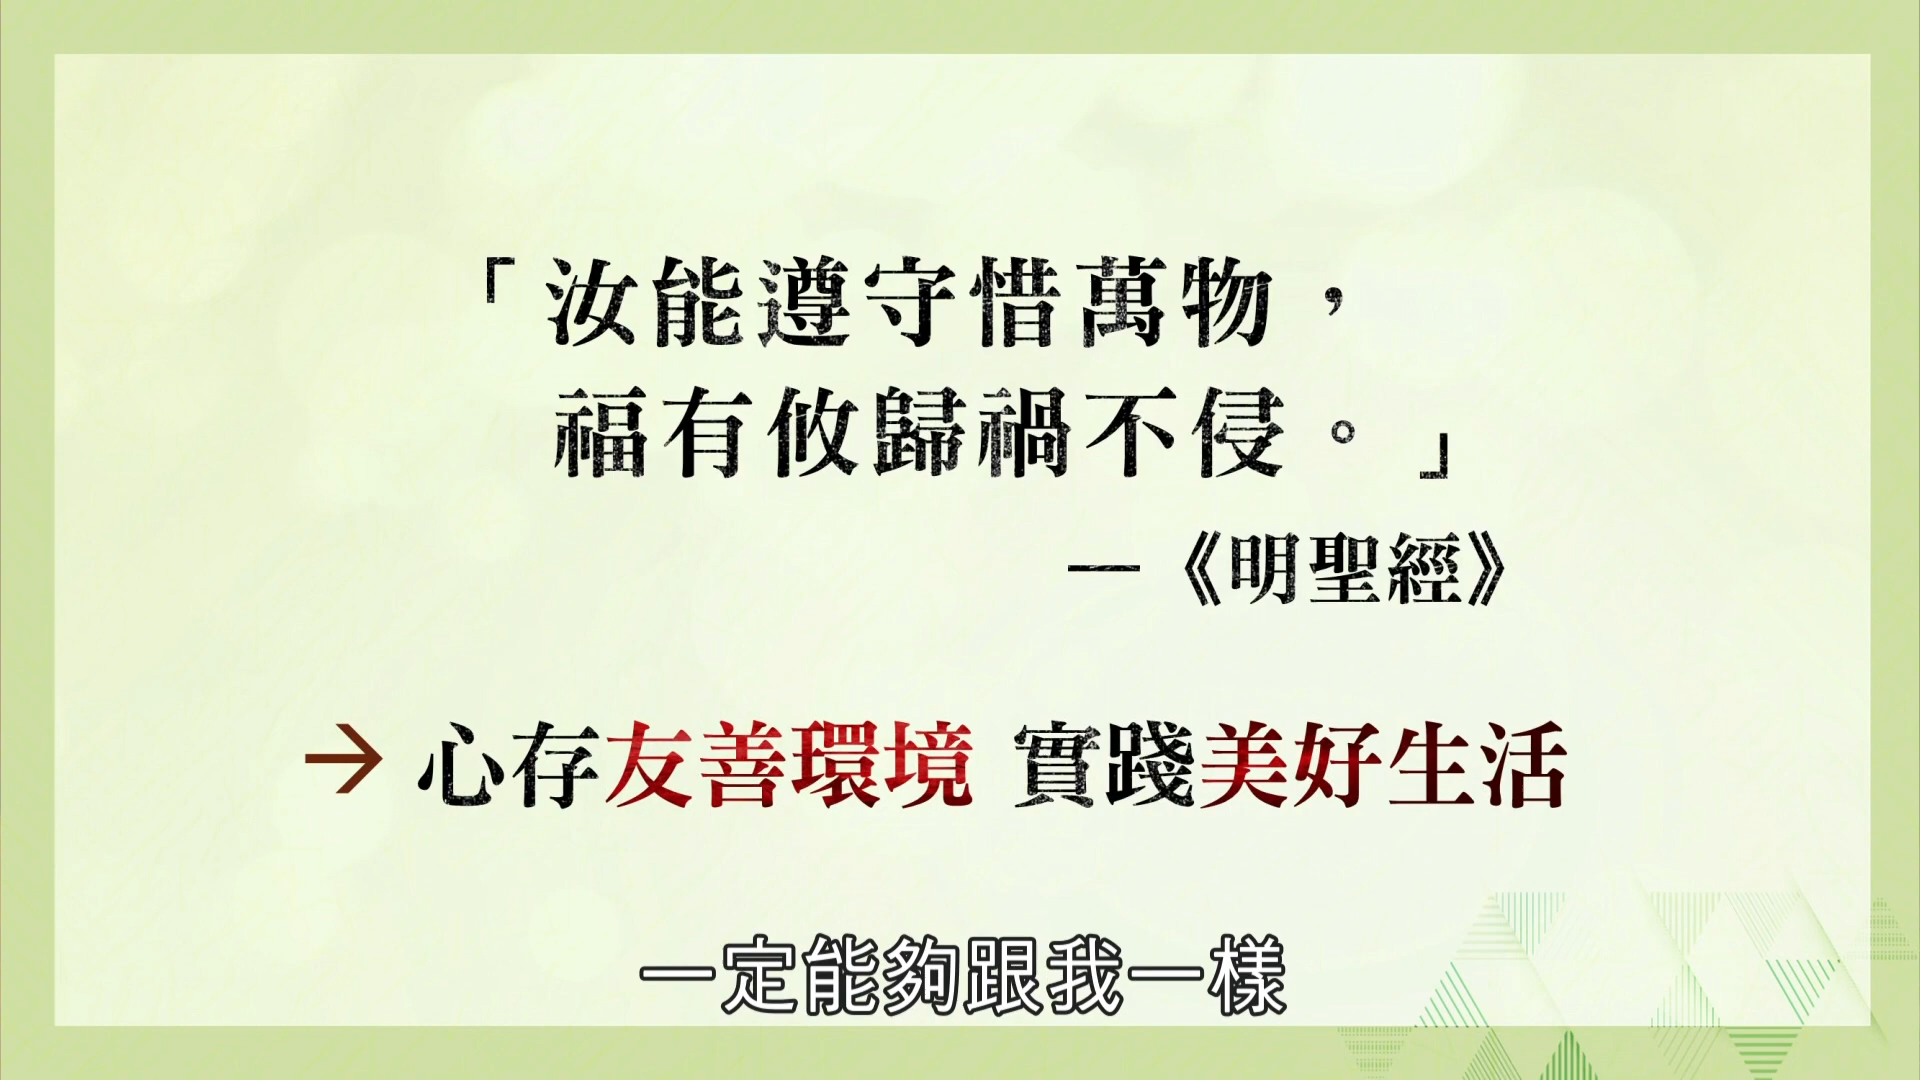 「汝能遵守惜萬物，
福有攸歸禍不侵。」
—《明聖經》
→ 心存友善環境 實踐美好生活
一定能夠跟我一樣